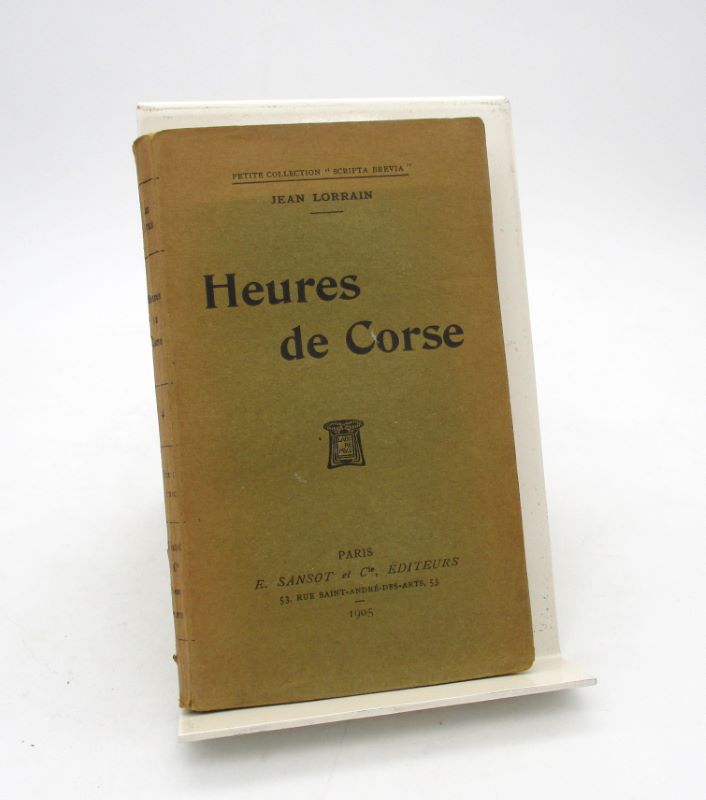 PETITE COLLECTION "SCRIPTA BREVIA"
JEAN LORRAIN
Heures
de Corse
PARIS
E. SANSOT et Cie, ÉDITEURS
53, RUE SAINT-ANDRÉ-DES-ARTS, 53
1905